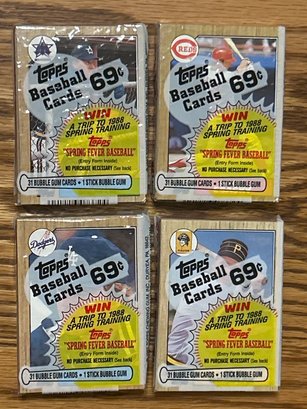 Topps 69¢
Baseball
Cards
WIN
A TRIP TO 1988
SPRING TRAINING
Topps
"SPRING FEVER BASEBALL"
(Entry Form Inside)
NO PURCHASE NECESSARY (See back)
31 BUBBLE GUM CARDS • 1 STICK BUBBLE GUM
REDS
Topps 69¢
Baseball
Cards
WIN
A TRIP TO 1988
SPRING TRAINING
Topps
"SPRING FEVER BASEBALL"
(Entry Form Inside)
NO PURCHASE NECESSARY (See back)
31 BUBBLE GUM CARDS • 1 STICK BUBBLE GUM
Dodgers
Topps 69¢
Baseball
Cards
WIN
A TRIP TO 1988
SPRING TRAINING
Topps
"SPRING FEVER BASEBALL"
(Entry Form Inside)
NO PURCHASE NECESSARY (See back)
31 BUBBLE GUM CARDS • 1 STICK BUBBLE GUM
P
Topps 69¢
Baseball
Cards
WIN
A TRIP TO 1988
SPRING TRAINING
Topps
"SPRING FEVER BASEBALL"
(Entry Form Inside)
NO PURCHASE NECESSARY (See back)
31 BUBBLE GUM CARDS • 1 STICK BUBBLE GUM